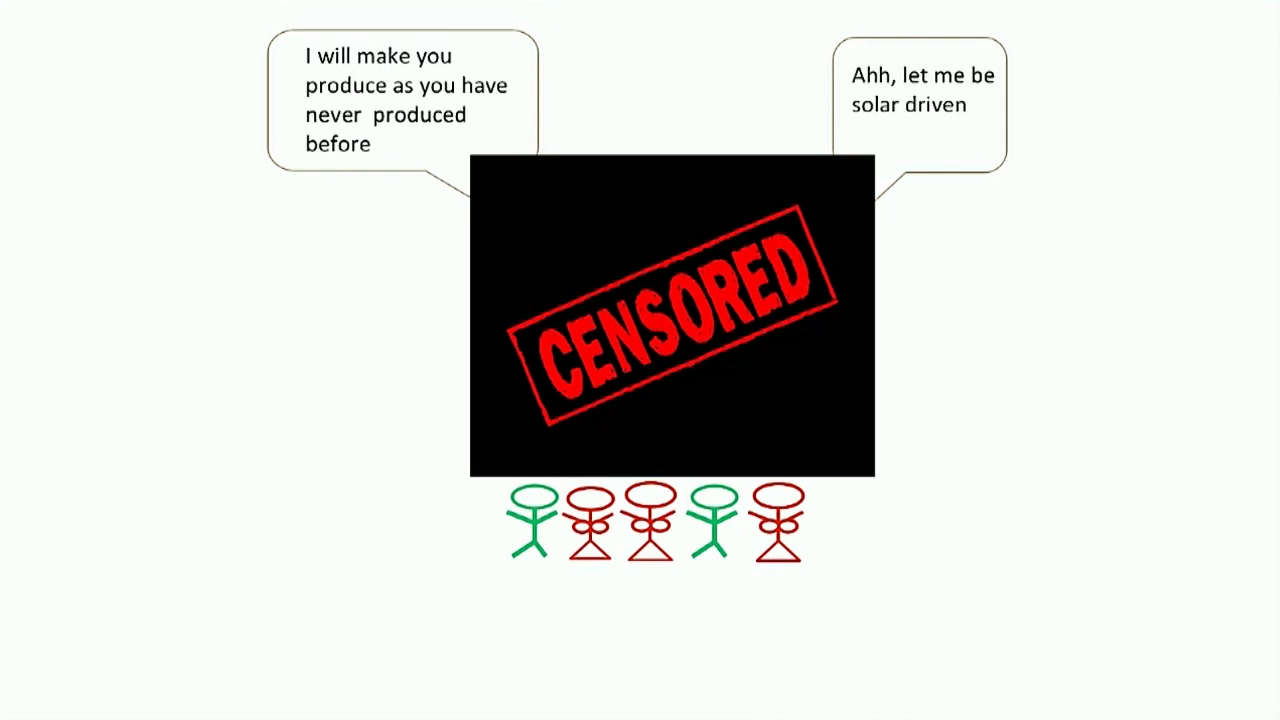 I will make you
produce as you have
never produced
before
Ahh, let me be
solar driven
CENSORED